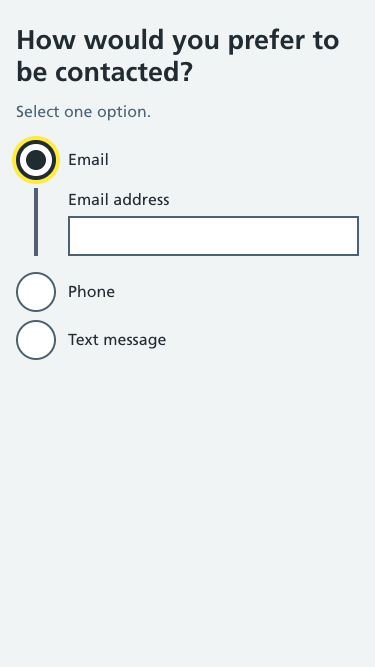 How would you prefer to
be contacted?
Select one option.
Email
Email address
Phone
Text message